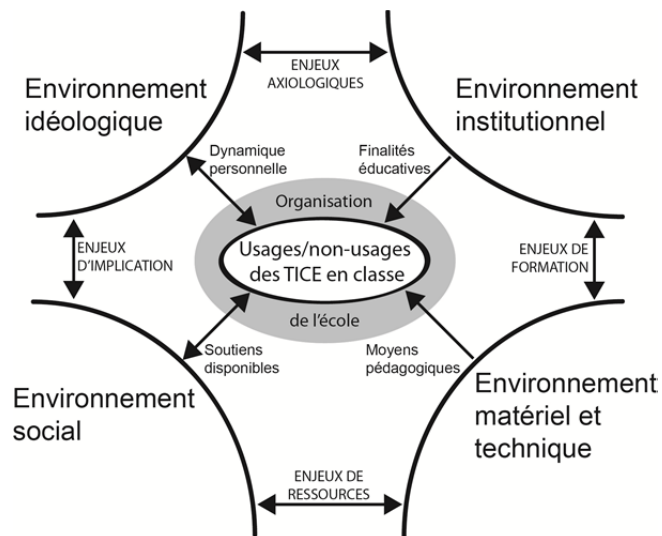 ENJEUX
AXIOLOGIQUES
Environnement
idéologique
Environnement
institutionnel
Dynamique
personnelle
Finalités
éducatives
Organisation
ENJEUX
D'IMPLICATION
Usages/non-usages
des TICE en classe
ENJEUX DE
FORMATION
de l'école
Soutiens
disponibles
Moyens
pédagogiques
Environnement
social
Environnement
matériel et
technique
ENJEUX DE
RESSOURCES